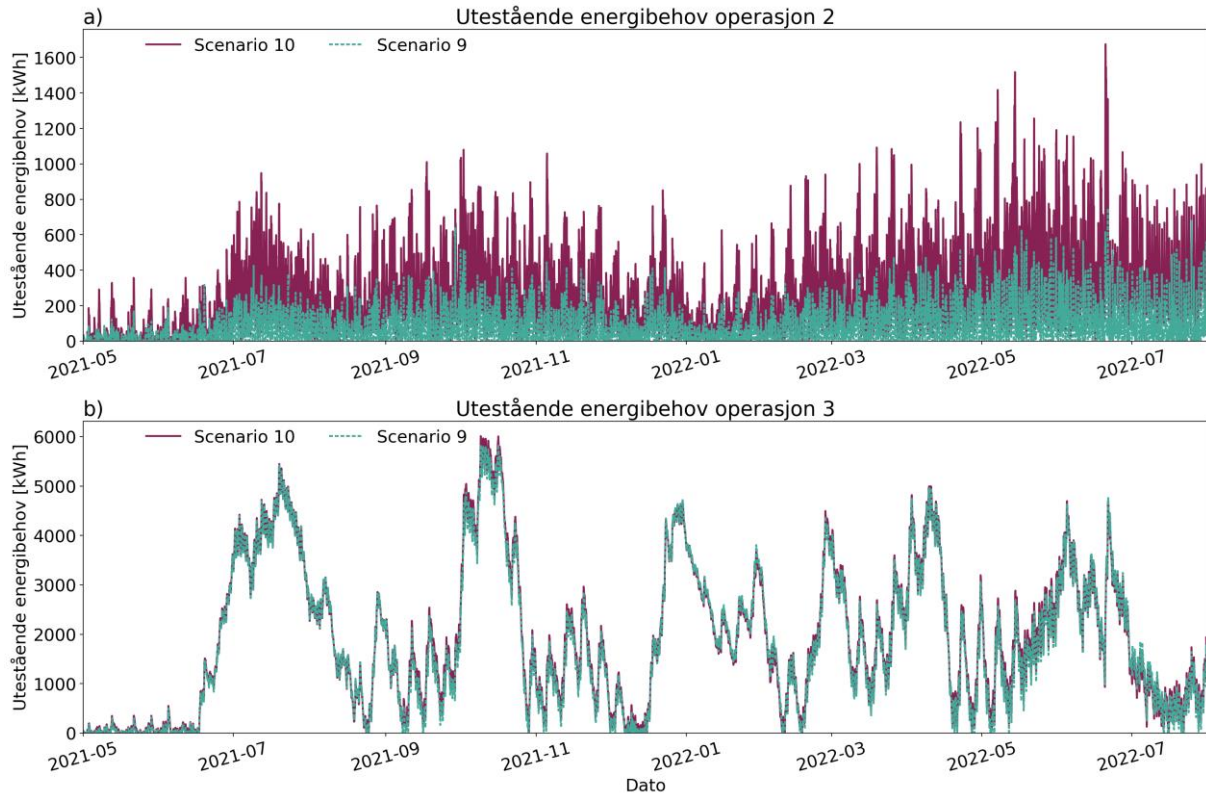 a)
Utestående energibehov operasjon 2
Scenario 10
Scenario 9
Utestående energibehov [kWh]
1600
1400
1200
1000
800
600
400
200
0
2021-05
2021-07
2021-09
2021-11
2022-01
2022-03
2022-05
2022-07
b)
Utestående energibehov operasjon 3
Scenario 10
Scenario 9
Utestående energibehov [kWh]
6000
5000
4000
3000
2000
1000
0
2021-05
2021-07
2021-09
2021-11
2022-01
2022-03
2022-05
2022-07
Dato